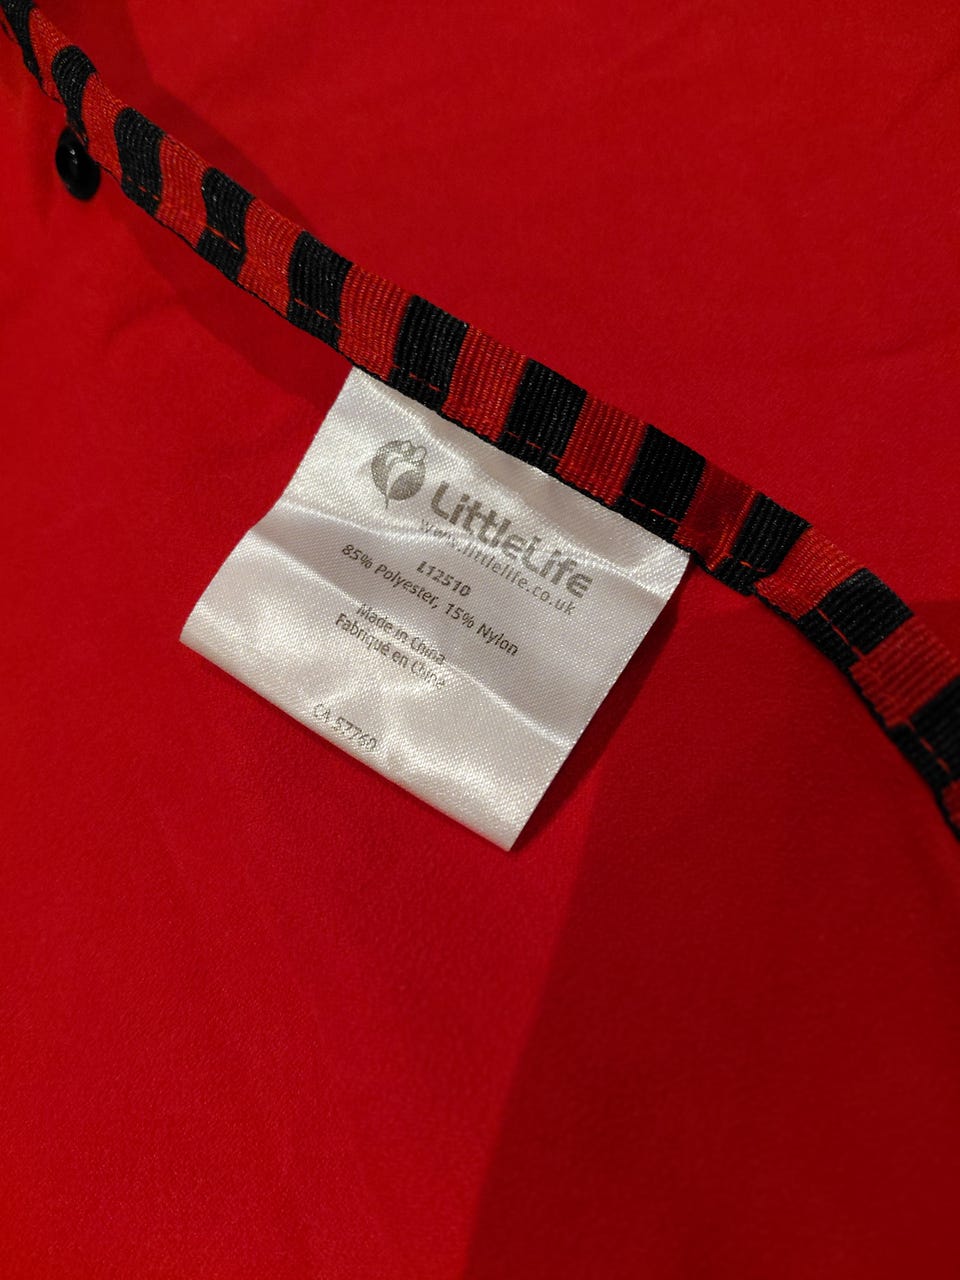 LittleLife
www.littlelife.co.uk
L12510
85% Polyester, 15% Nylon
Made in China
Fabriqué en Chine
CA 57760